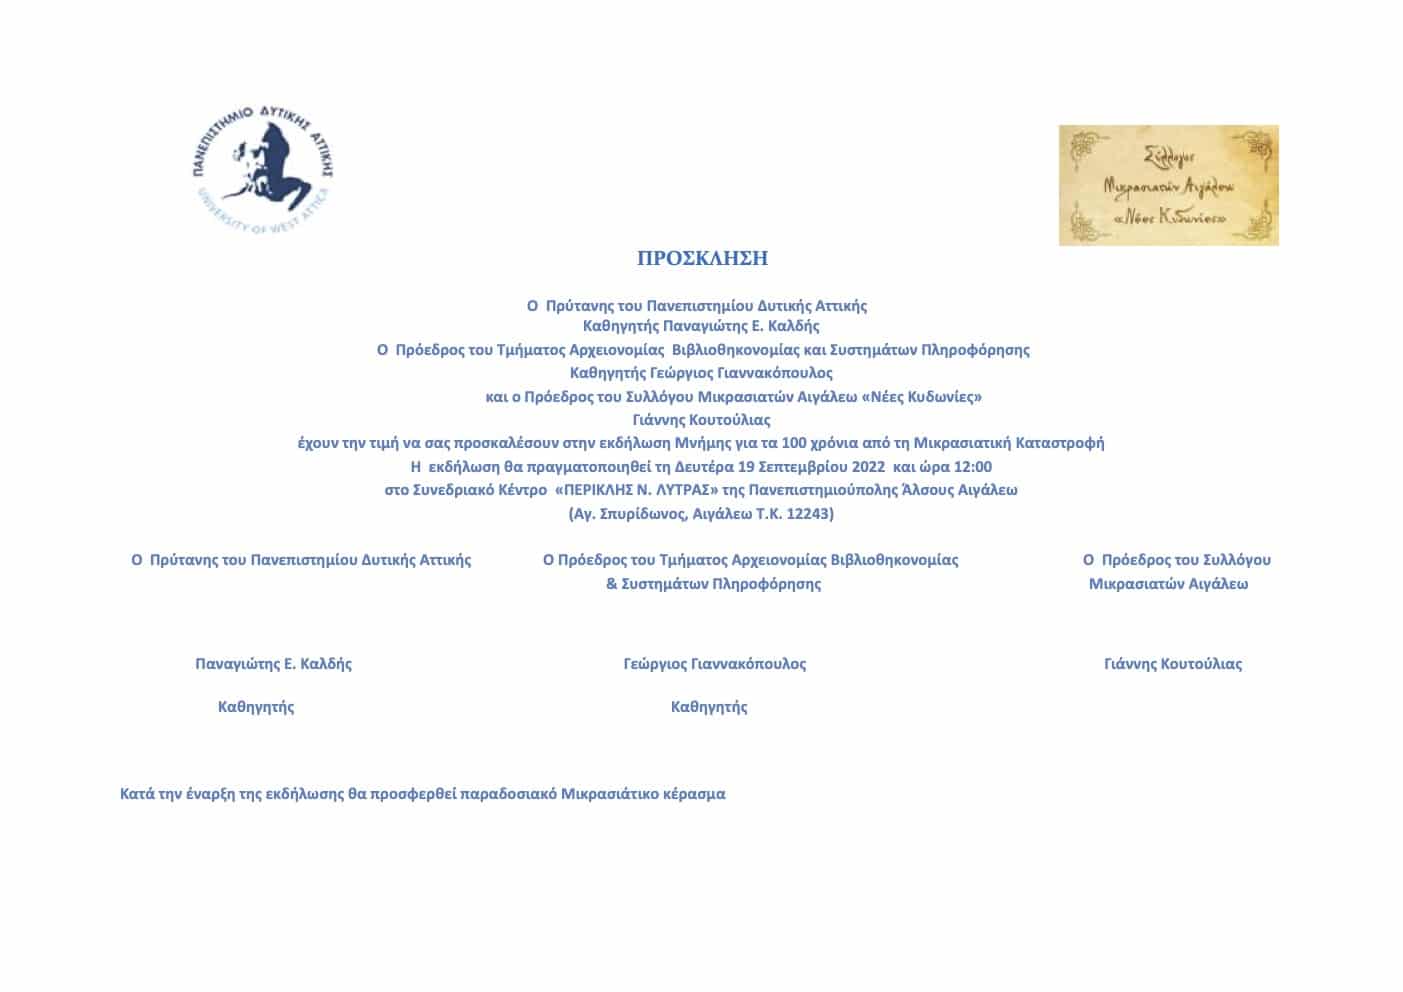 ΠΑΝΕΠΙΣΤΗΜΙΟ ΔΥΤΙΚΗΣ ΑΤΤΙΚΗΣ
UNIVERSITY OF WEST ATTICA
Σύλλογος
Μικρασιατών Αιγάλεω
«Νέες Κυδωνίες»
ΠΡΟΣΚΛΗΣΗ
Ο Πρύτανης του Πανεπιστημίου Δυτικής Αττικής
Καθηγητής Παναγιώτης Ε. Καλδής
Ο Πρόεδρος του Τμήματος Αρχειονομίας Βιβλιοθηκονομίας και Συστημάτων Πληροφόρησης
Καθηγητής Γεώργιος Γιαννακόπουλος
και ο Πρόεδρος του Συλλόγου Μικρασιατών Αιγάλεω «Νέες Κυδωνίες»
Γιάννης Κουτούλιας
έχουν την τιμή να σας προσκαλέσουν στην εκδήλωση Μνήμης για τα 100 χρόνια από τη Μικρασιατική Καταστροφή
Η εκδήλωση θα πραγματοποιηθεί τη Δευτέρα 19 Σεπτεμβρίου 2022 και ώρα 12:00
στο Συνεδριακό Κέντρο «ΠΕΡΙΚΛΗΣ Ν. ΛΥΤΡΑΣ» της Πανεπιστημιούπολης Άλσους Αιγάλεω
(Αγ. Σπυρίδωνος, Αιγάλεω Τ.Κ. 12243)
Ο Πρύτανης του Πανεπιστημίου Δυτικής Αττικής
Ο Πρόεδρος του Τμήματος Αρχειονομίας Βιβλιοθηκονομίας
& Συστημάτων Πληροφόρησης
Ο Πρόεδρος του Συλλόγου
Μικρασιατών Αιγάλεω
Παναγιώτης Ε. Καλδής
Γεώργιος Γιαννακόπουλος
Γιάννης Κουτούλιας
Καθηγητής
Καθηγητής
Κατά την έναρξη της εκδήλωσης θα προσφερθεί παραδοσιακό Μικρασιάτικο κέρασμα